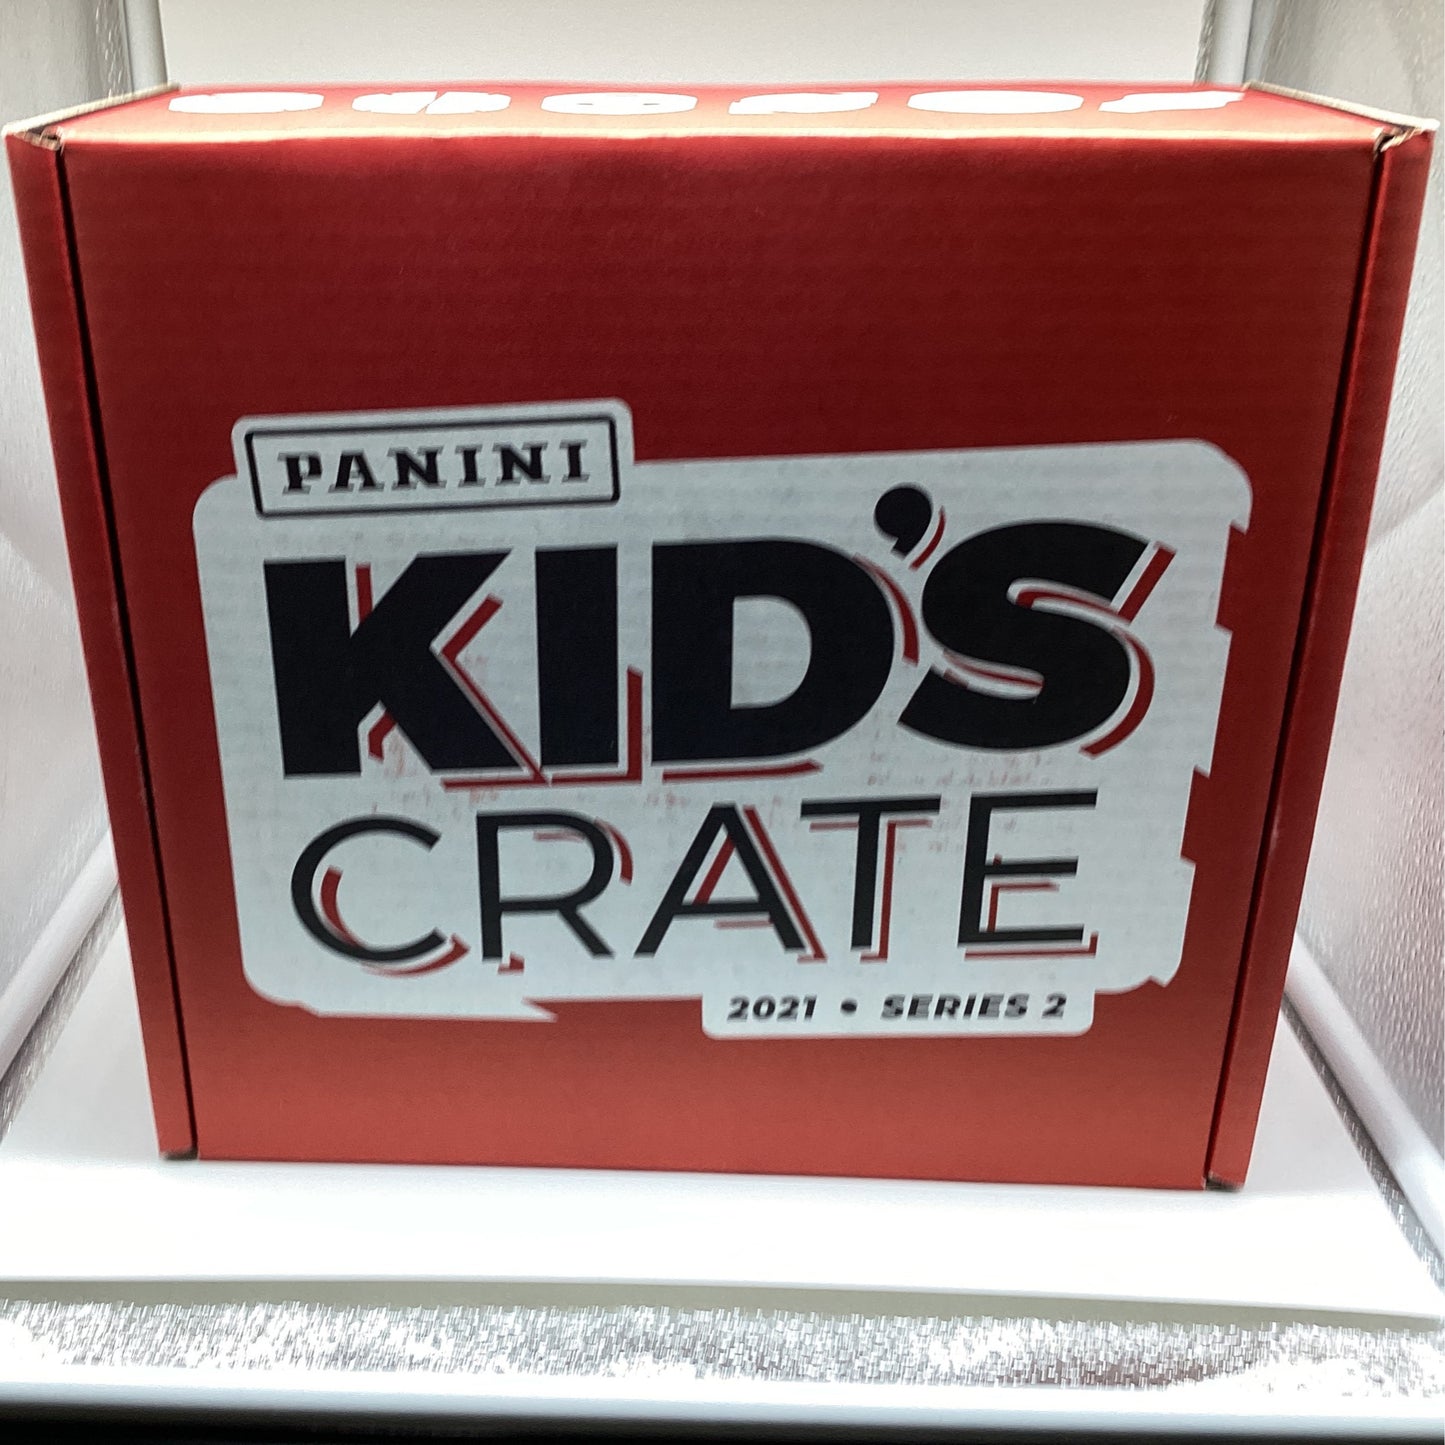 PANINI
KID'S
CRATE
2021 • SERIES 2